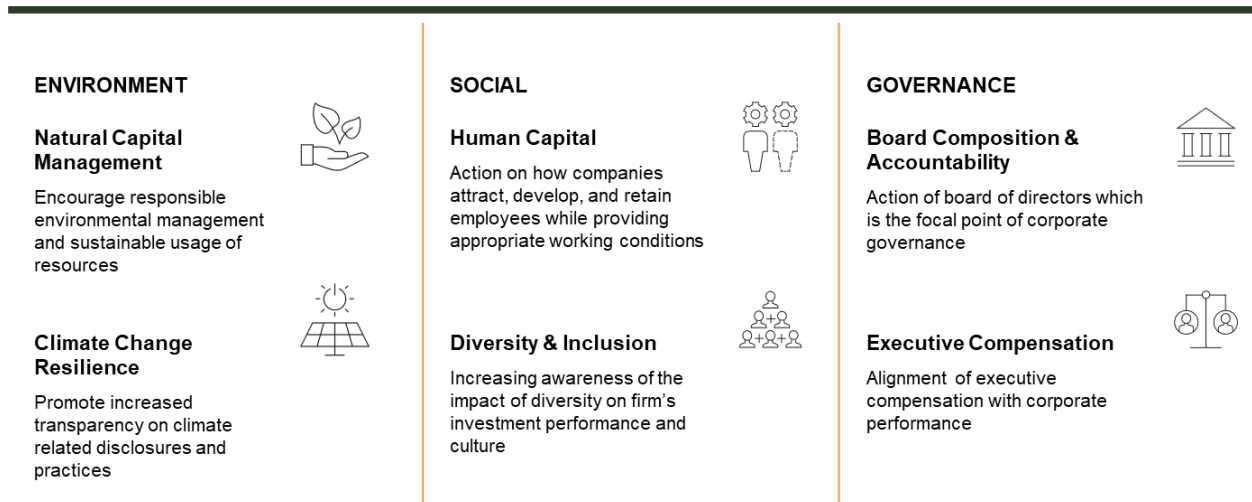 ENVIRONMENT
Natural Capital
Management
Encourage responsible
environmental management
and sustainable usage of
resources
Climate Change
Resilience
Promote increased
transparency on climate
related disclosures and
practices
SOCIAL
Human Capital
Action on how companies
attract, develop, and retain
employees while providing
appropriate working conditions
Diversity & Inclusion
Increasing awareness of the
impact of diversity on firm's
investment performance and
culture
GOVERNANCE
Board Composition &
Accountability
Action of board of directors which
is the focal point of corporate
governance
Executive Compensation
Alignment of executive
compensation with corporate
performance